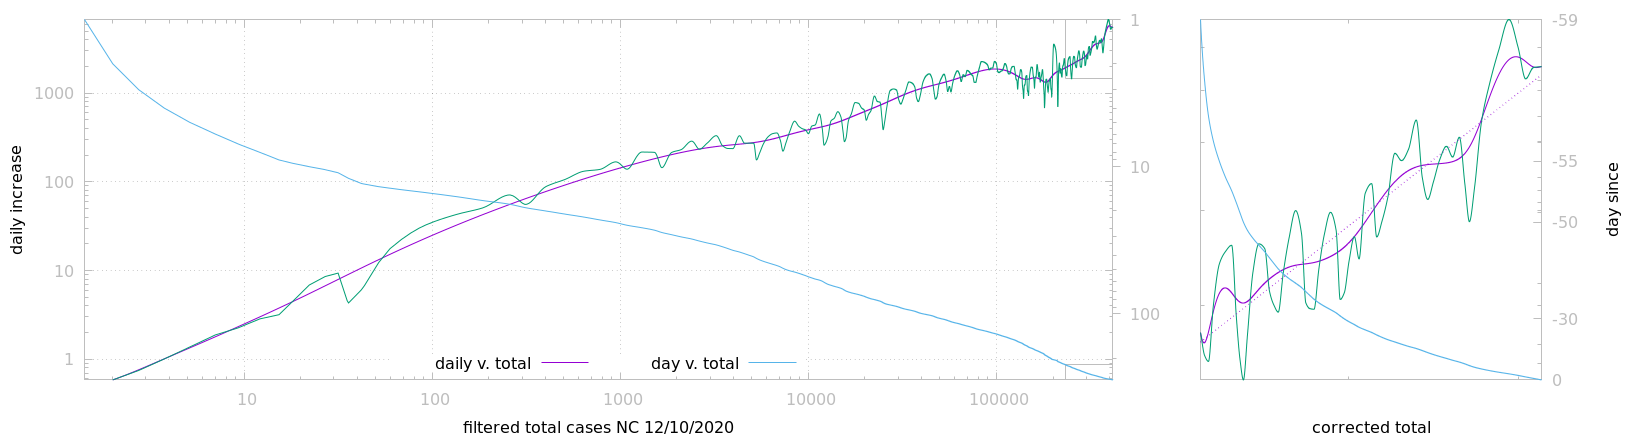 1
-59
1000
daily increase
100
10
-55
day since
-50
10
100
-30
1
daily v. total
day v. total
0
10
100
1000
10000
100000
filtered total cases NC 12/10/2020
corrected total